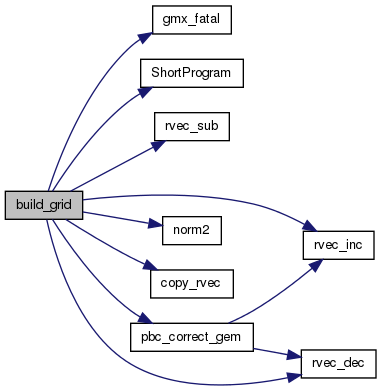 gmx_fatal
ShortProgram
rvec_sub
build_grid
norm2
rvec_inc
copy_rvec
pbc_correct_gem
rvec_dec